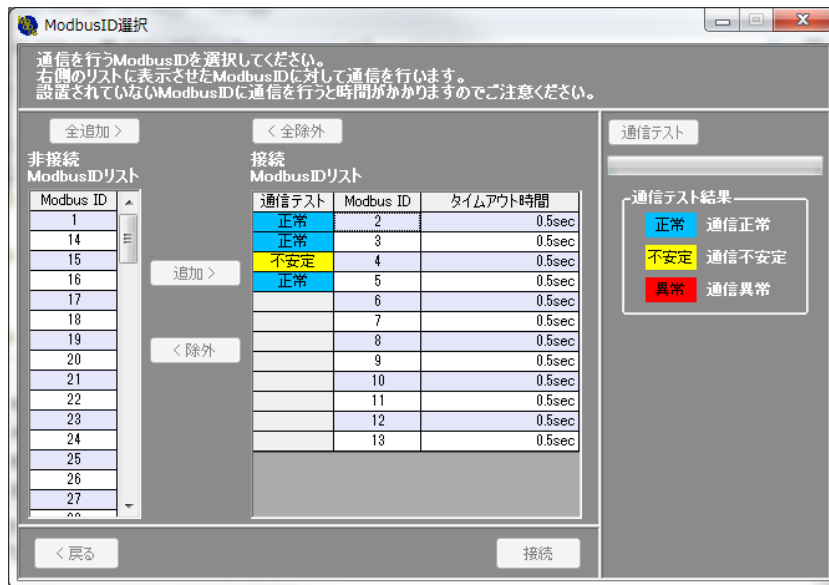 ModbusID選択
通信を行うModbusIDを選択してください。
右側のリストに表示させたModbusIDに対して通信を行います。
設置されていないModbusIDに通信を行うと時間がかかりますのでご注意ください。
全追加 >
< 全除外
通信テスト
非接続
ModbusIDリスト
接続
ModbusIDリスト
Modbus ID
1
14
15
16
17
18
19
20
21
22
23
24
25
26
27
追加 >
< 除外
通信テスト Modbus ID タイムアウト時間
正常 2 0.5sec
正常 3 0.5sec
不安定 4 0.5sec
正常 5 0.5sec
6 0.5sec
7 0.5sec
8 0.5sec
9 0.5sec
10 0.5sec
11 0.5sec
12 0.5sec
13 0.5sec
通信テスト結果
正常 通信正常
不安定 通信不安定
異常 通信異常
< 戻る
接続